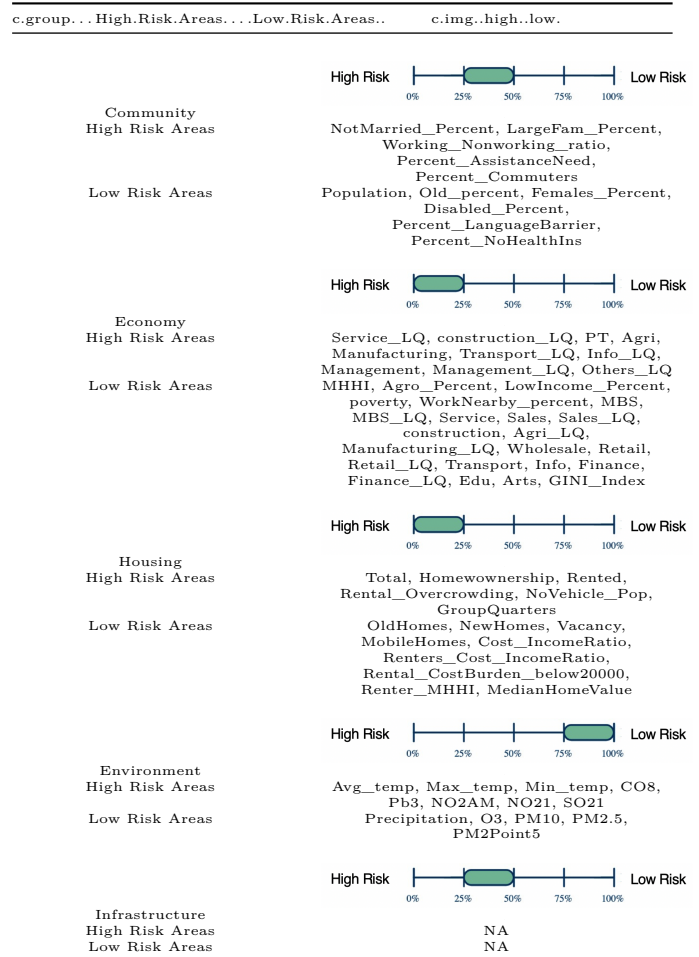 c.group...High.Risk.Areas....Low.Risk.Areas.. c.img..high..low.
High Risk Low Risk
0% 25% 50% 75% 100%
Community
High Risk Areas NotMarried_Percent, LargeFam_Percent,
Working_Nonworking_ratio,
Percent_AssistanceNeed,
Percent_Commuters
Low Risk Areas Population, Old_percent, Females_Percent,
Disabled_Percent,
Percent_LanguageBarrier,
Percent_NoHealthIns
High Risk Low Risk
0% 25% 50% 75% 100%
Economy
High Risk Areas Service_LQ, construction_LQ, PT, Agri,
Manufacturing, Transport_LQ, Info_LQ,
Management, Management_LQ, Others_LQ
Low Risk Areas MHHI, Agro_Percent, LowIncome_Percent,
poverty, WorkNearby_percent, MBS,
MBS_LQ, Service, Sales, Sales_LQ,
construction, Agri_LQ,
Manufacturing_LQ, Wholesale, Retail,
Retail_LQ, Transport, Info, Finance,
Finance_LQ, Edu, Arts, GINI_Index
High Risk Low Risk
0% 25% 50% 75% 100%
Housing
High Risk Areas Total, Homewownership, Rented,
Rental_Overcrowding, NoVehicle_Pop,
GroupQuarters
Low Risk Areas OldHomes, NewHomes, Vacancy,
MobileHomes, Cost_IncomeRatio,
Renters_Cost_IncomeRatio,
Rental_CostBurden_below20000,
Renter_MHHI, MedianHomeValue
High Risk Low Risk
0% 25% 50% 75% 100%
Environment
High Risk Areas Avg_temp, Max_temp, Min_temp, CO8,
Pb3, NO2AM, NO21, SO21
Low Risk Areas Precipitation, O3, PM10, PM2.5,
PM2Point5
High Risk Low Risk
0% 25% 50% 75% 100%
Infrastructure
High Risk Areas NA
Low Risk Areas NA